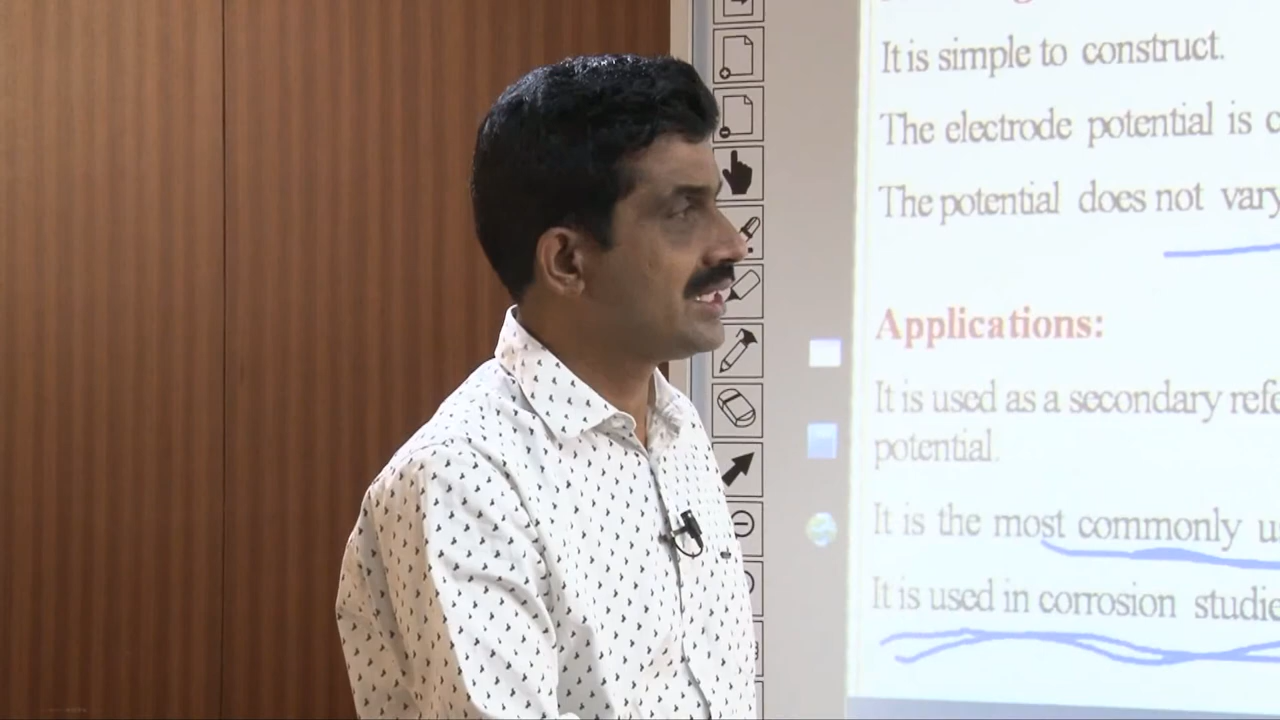 It is simple to construct.
The electrode potential is
The potential does not vary
Applications:
It is used as a secondary
potential.
It is the most commonly
It is used in corrosion